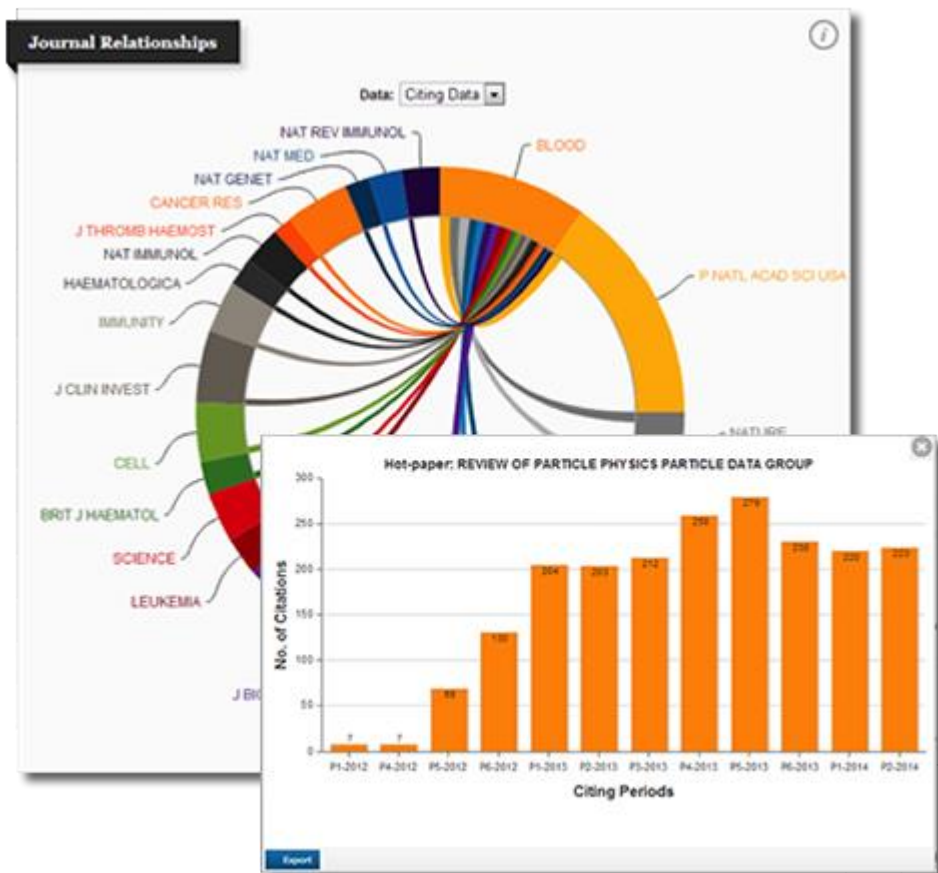 Journal Relationships
i
Data: Citing Data
NAT REV IMMUNOL
BLOOD
NAT MED
NAT GENET
CANCER RES
J THROMB HAEMOST
NAT IMMUNOL
P NATL ACAD SCI USA
HAEMATOLOGICA
IMMUNITY
J CLIN INVEST
NATURE
CELL
BRIT J HAEMATOL
SCIENCE
LEUKEMIA
J BIO
Hot-paper: REVIEW OF PARTICLE PHYSICS PARTICLE DATA GROUP
No. of Citations
300
250
200
150
100
50
0
7
7
130
204
203
212
279
220
223
P1-2012 P4-2012 P5-2012 P6-2012 P1-2013 P2-2013 P3-2013 P4-2013 P5-2013 P6-2013 P1-2014 P2-2014
Citing Periods
Export